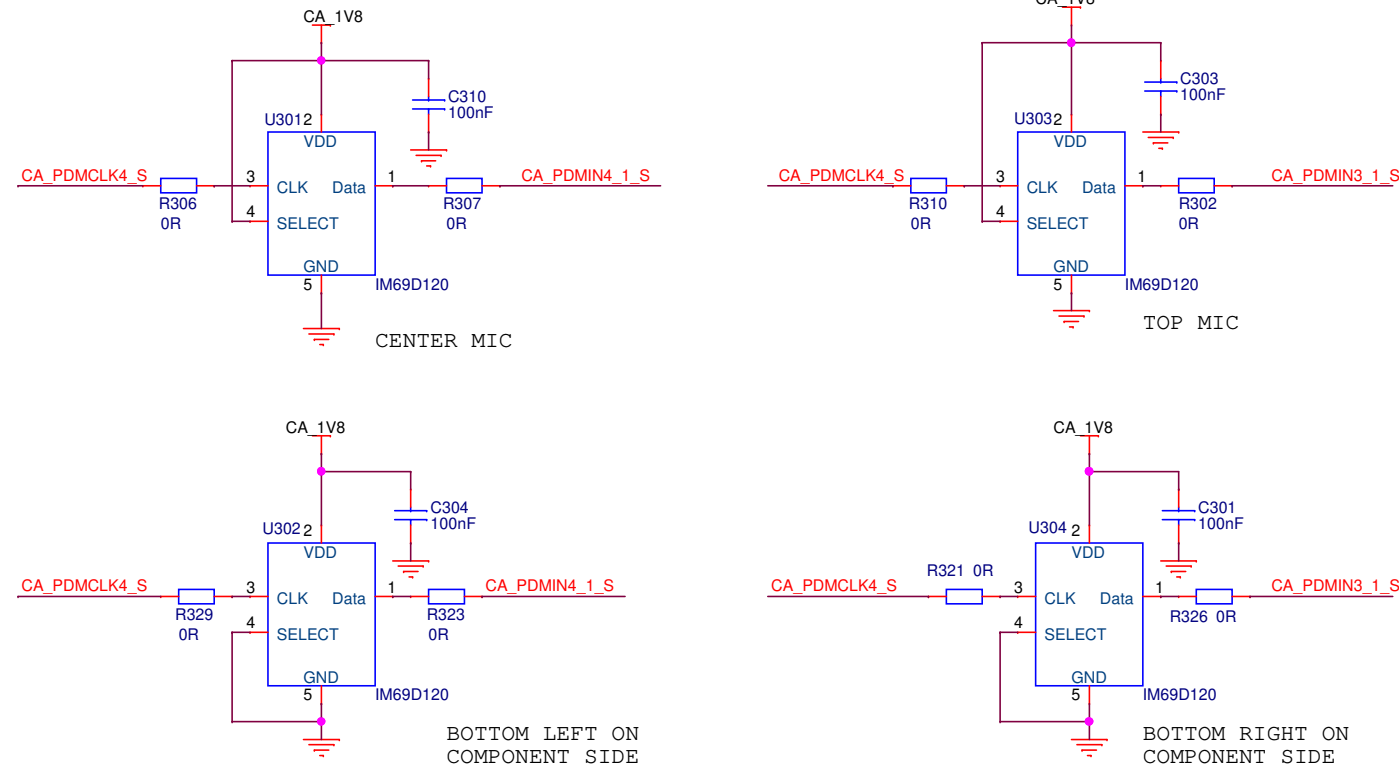 CA_1V8
C310
100nF
U301
2
VDD
CA_PDMCLK4_S
R306
0R
3
CLK
Data
1
CA_PDMIN4_1_S
R307
0R
4
SELECT
GND
5
IM69D120
CENTER MIC
CA_1V8
C303
100nF
U303
2
VDD
CA_PDMCLK4_S
R310
0R
3
CLK
Data
1
CA_PDMIN3_1_S
R302
0R
4
SELECT
GND
5
IM69D120
TOP MIC
CA_1V8
C304
100nF
U302
2
VDD
CA_PDMCLK4_S
R329
0R
3
CLK
Data
1
CA_PDMIN4_1_S
R323
0R
4
SELECT
GND
5
IM69D120
BOTTOM LEFT ON
COMPONENT SIDE
CA_1V8
C301
100nF
U304
2
VDD
CA_PDMCLK4_S
R321 0R
3
CLK
Data
1
CA_PDMIN3_1_S
R326 0R
4
SELECT
GND
5
IM69D120
BOTTOM RIGHT ON
COMPONENT SIDE